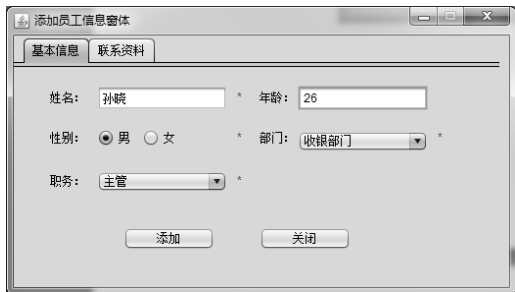 添加员工信息窗体
基本信息 联系资料
姓名： 孙晓 * 年龄： 26
性别： 男 女 * 部门： 收银部门 *
职务： 主管 *
添加 关闭